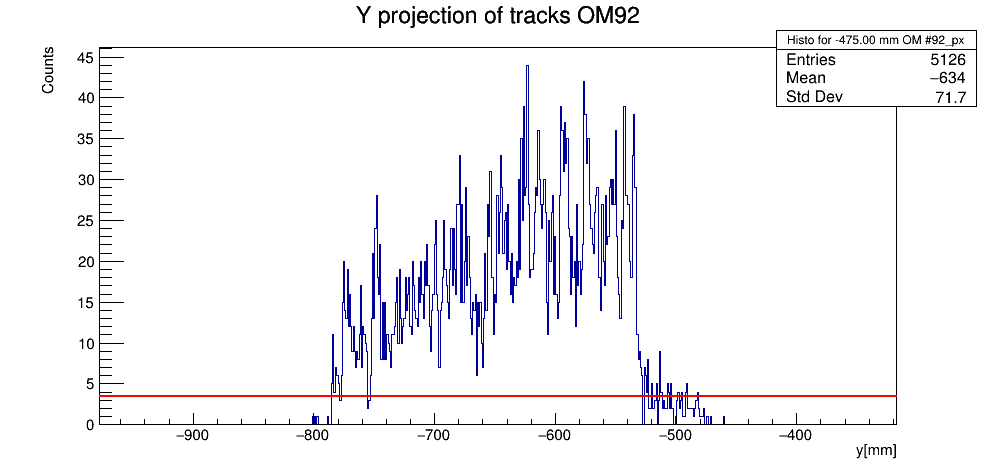 Y projection of tracks OM92
Histo for -475.00 mm OM #92_px
Entries 5126
Mean −634
Std Dev 71.7
Counts
45
40
35
30
25
20
15
10
5
0
−900 −800 −700 −600 −500 −400
y[mm]